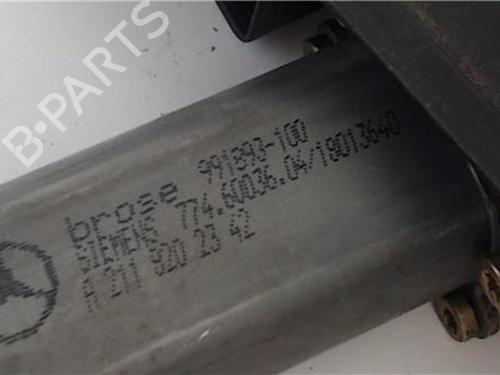 B-PARTS
brose 991893-100
SIEMENS 774.60036.04/19013640
A 211 820 23 42